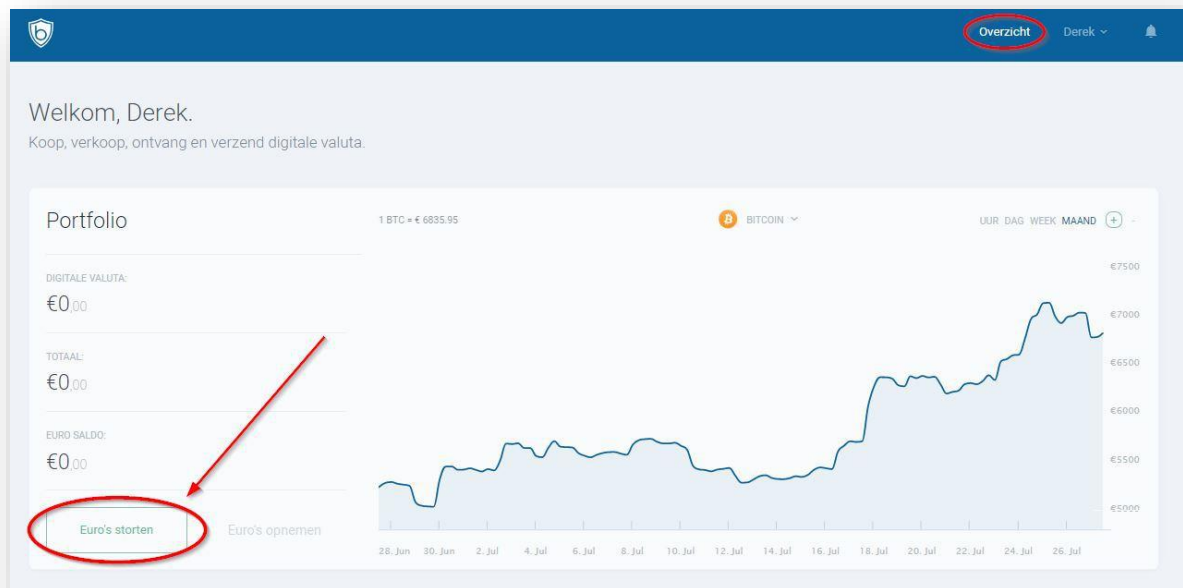 b
Overzicht Derek
Welkom, Derek.
Koop, verkoop, ontvang en verzend digitale valuta.
Portfolio
1 BTC = € 6835.95
BITCOIN
UUR DAG WEEK MAAND +
DIGITALE VALUTA:
€0,00
TOTAAL:
€0,00
EURO SALDO:
€0,00
Euro's storten Euro's opnemen
€7500
€7000
€6500
€6000
€5500
€5000
28. Jun 30. Jun 2. Jul 4. Jul 6. Jul 8. Jul 10. Jul 12. Jul 14. Jul 16. Jul 18. Jul 20. Jul 22. Jul 24. Jul 26. Jul